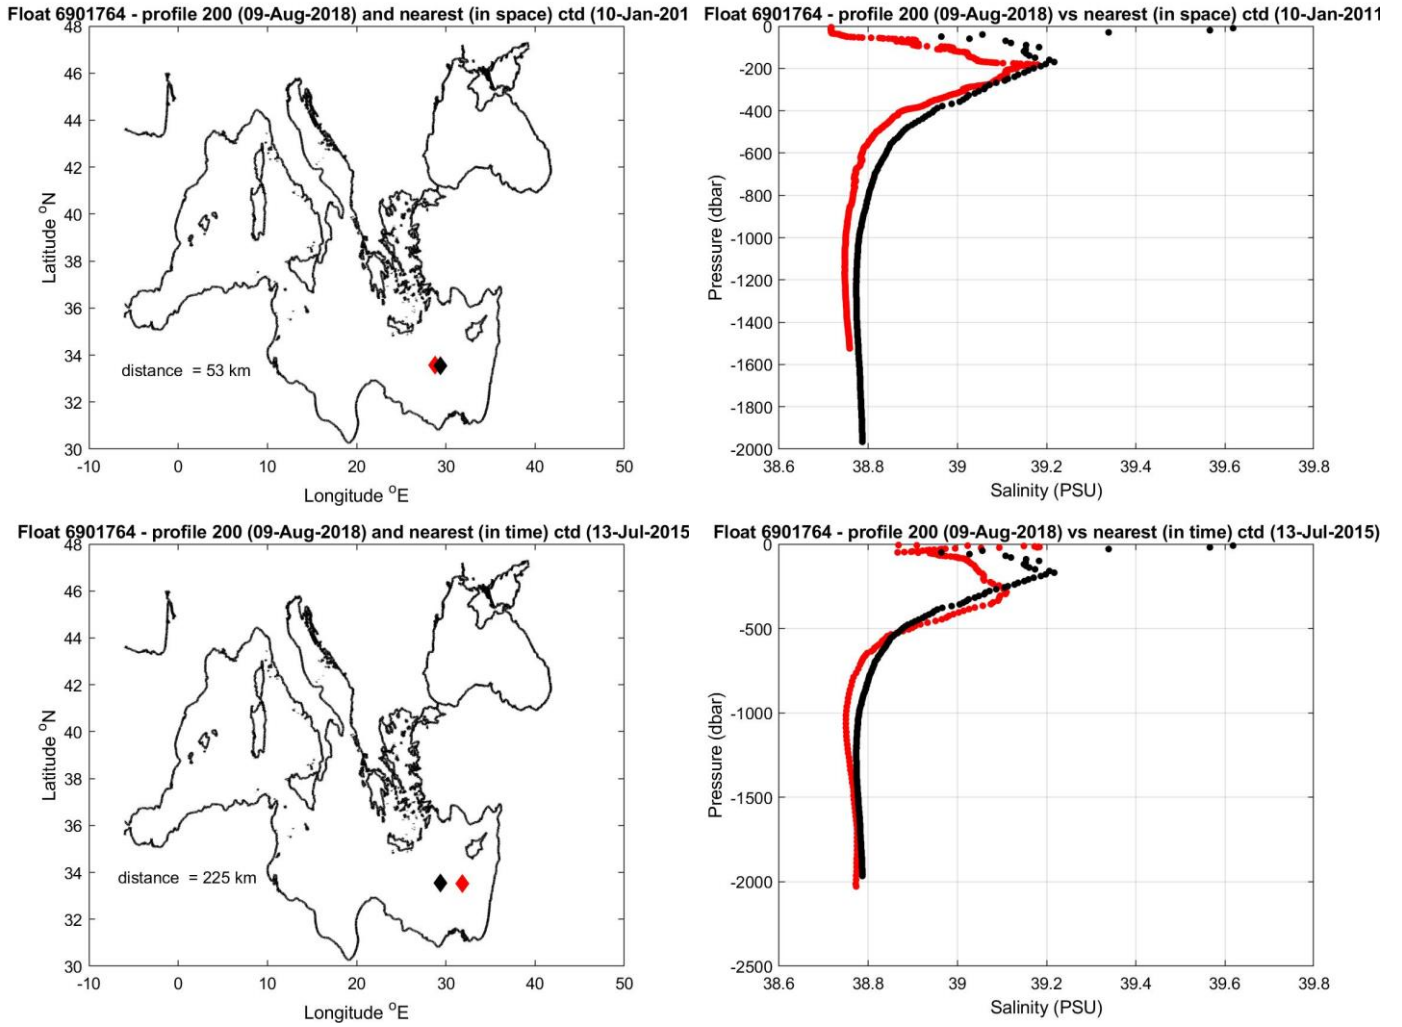 Float 6901764 - profile 200 (09-Aug-2018) and nearest (in space) ctd (10-Jan-201
48
46
44
42
40
38
36
34
32
30
Latitude °N
distance = 53 km
-10 0 10 20 30 40 50
Longitude °E
Float 6901764 - profile 200 (09-Aug-2018) vs nearest (in space) ctd (10-Jan-2011
0
-200
-400
-600
-800
-1000
-1200
-1400
-1600
-1800
-2000
Pressure (dbar)
38.6 38.8 39 39.2 39.4 39.6 39.8
Salinity (PSU)
Float 6901764 - profile 200 (09-Aug-2018) and nearest (in time) ctd (13-Jul-2015
48
46
44
42
40
38
36
34
32
30
Latitude °N
distance = 225 km
-10 0 10 20 30 40 50
Longitude °E
Float 6901764 - profile 200 (09-Aug-2018) vs nearest (in time) ctd (13-Jul-2015)
0
-500
-1000
-1500
-2000
-2500
Pressure (dbar)
38.6 38.8 39 39.2 39.4 39.6 39.8
Salinity (PSU)